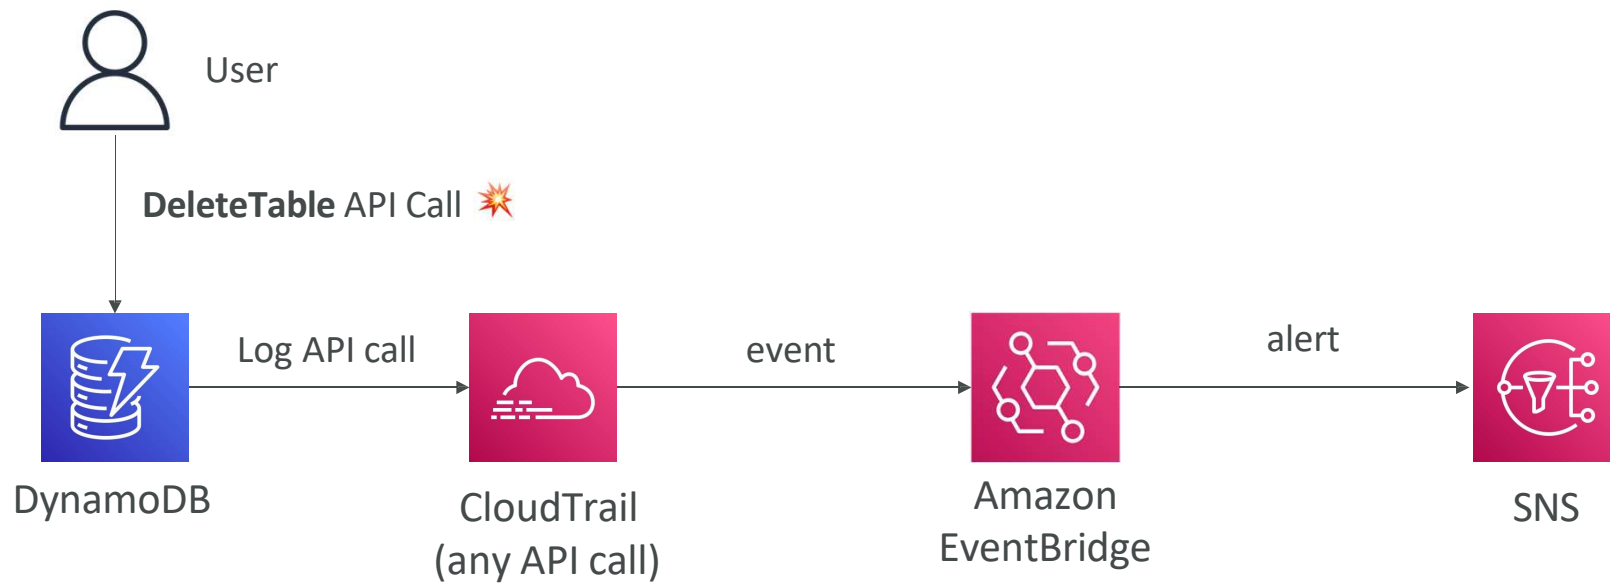 User
DeleteTable API Call
Log API call
event
alert
DynamoDB
CloudTrail
(any API call)
Amazon
EventBridge
SNS